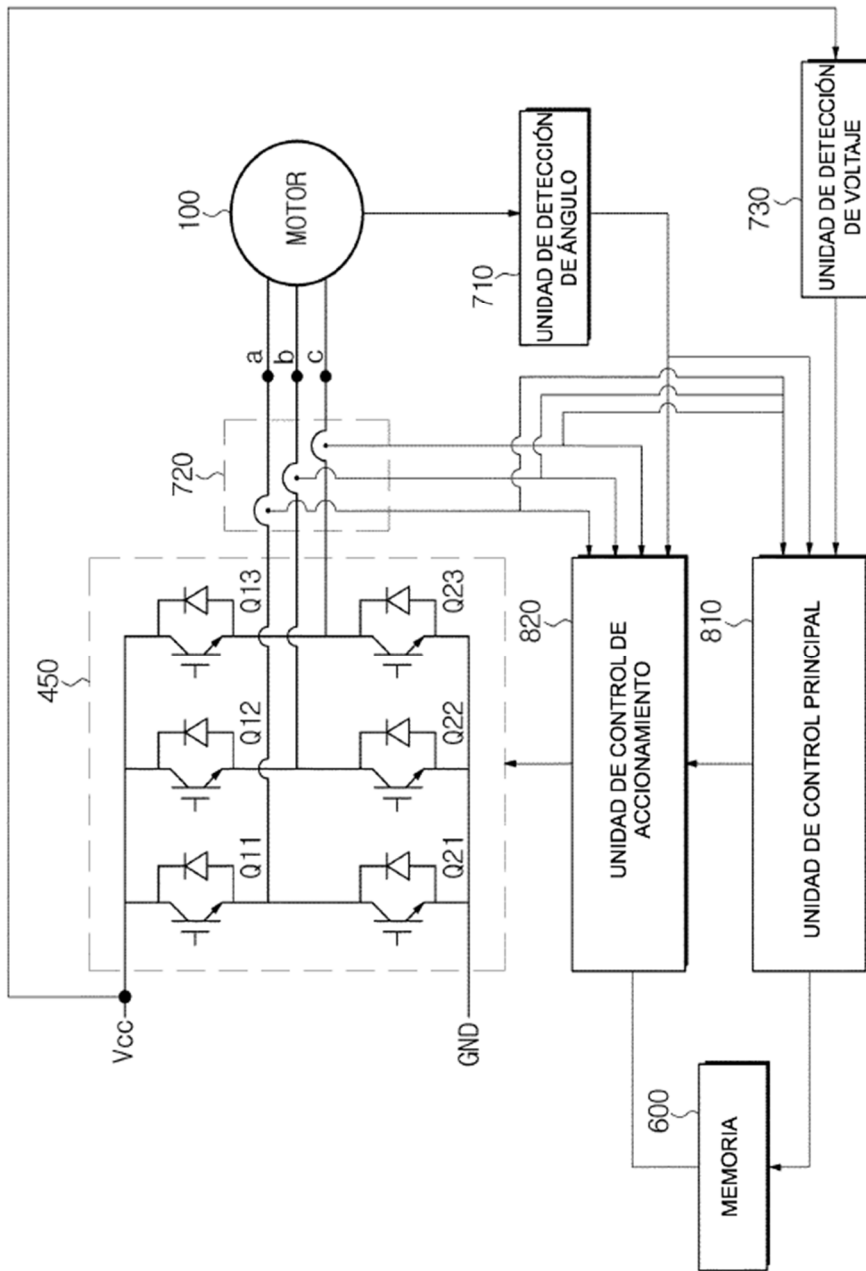 450
Vcc
GND
Q11
Q12
Q13
Q21
Q22
Q23
720
a
b
c
100
MOTOR
710
UNIDAD DE DETECCIÓN
DE ÁNGULO
820
UNIDAD DE CONTROL DE
ACCIONAMIENTO
600
MEMORIA
810
UNIDAD DE CONTROL PRINCIPAL
730
UNIDAD DE DETECCIÓN
DE VOLTAJE